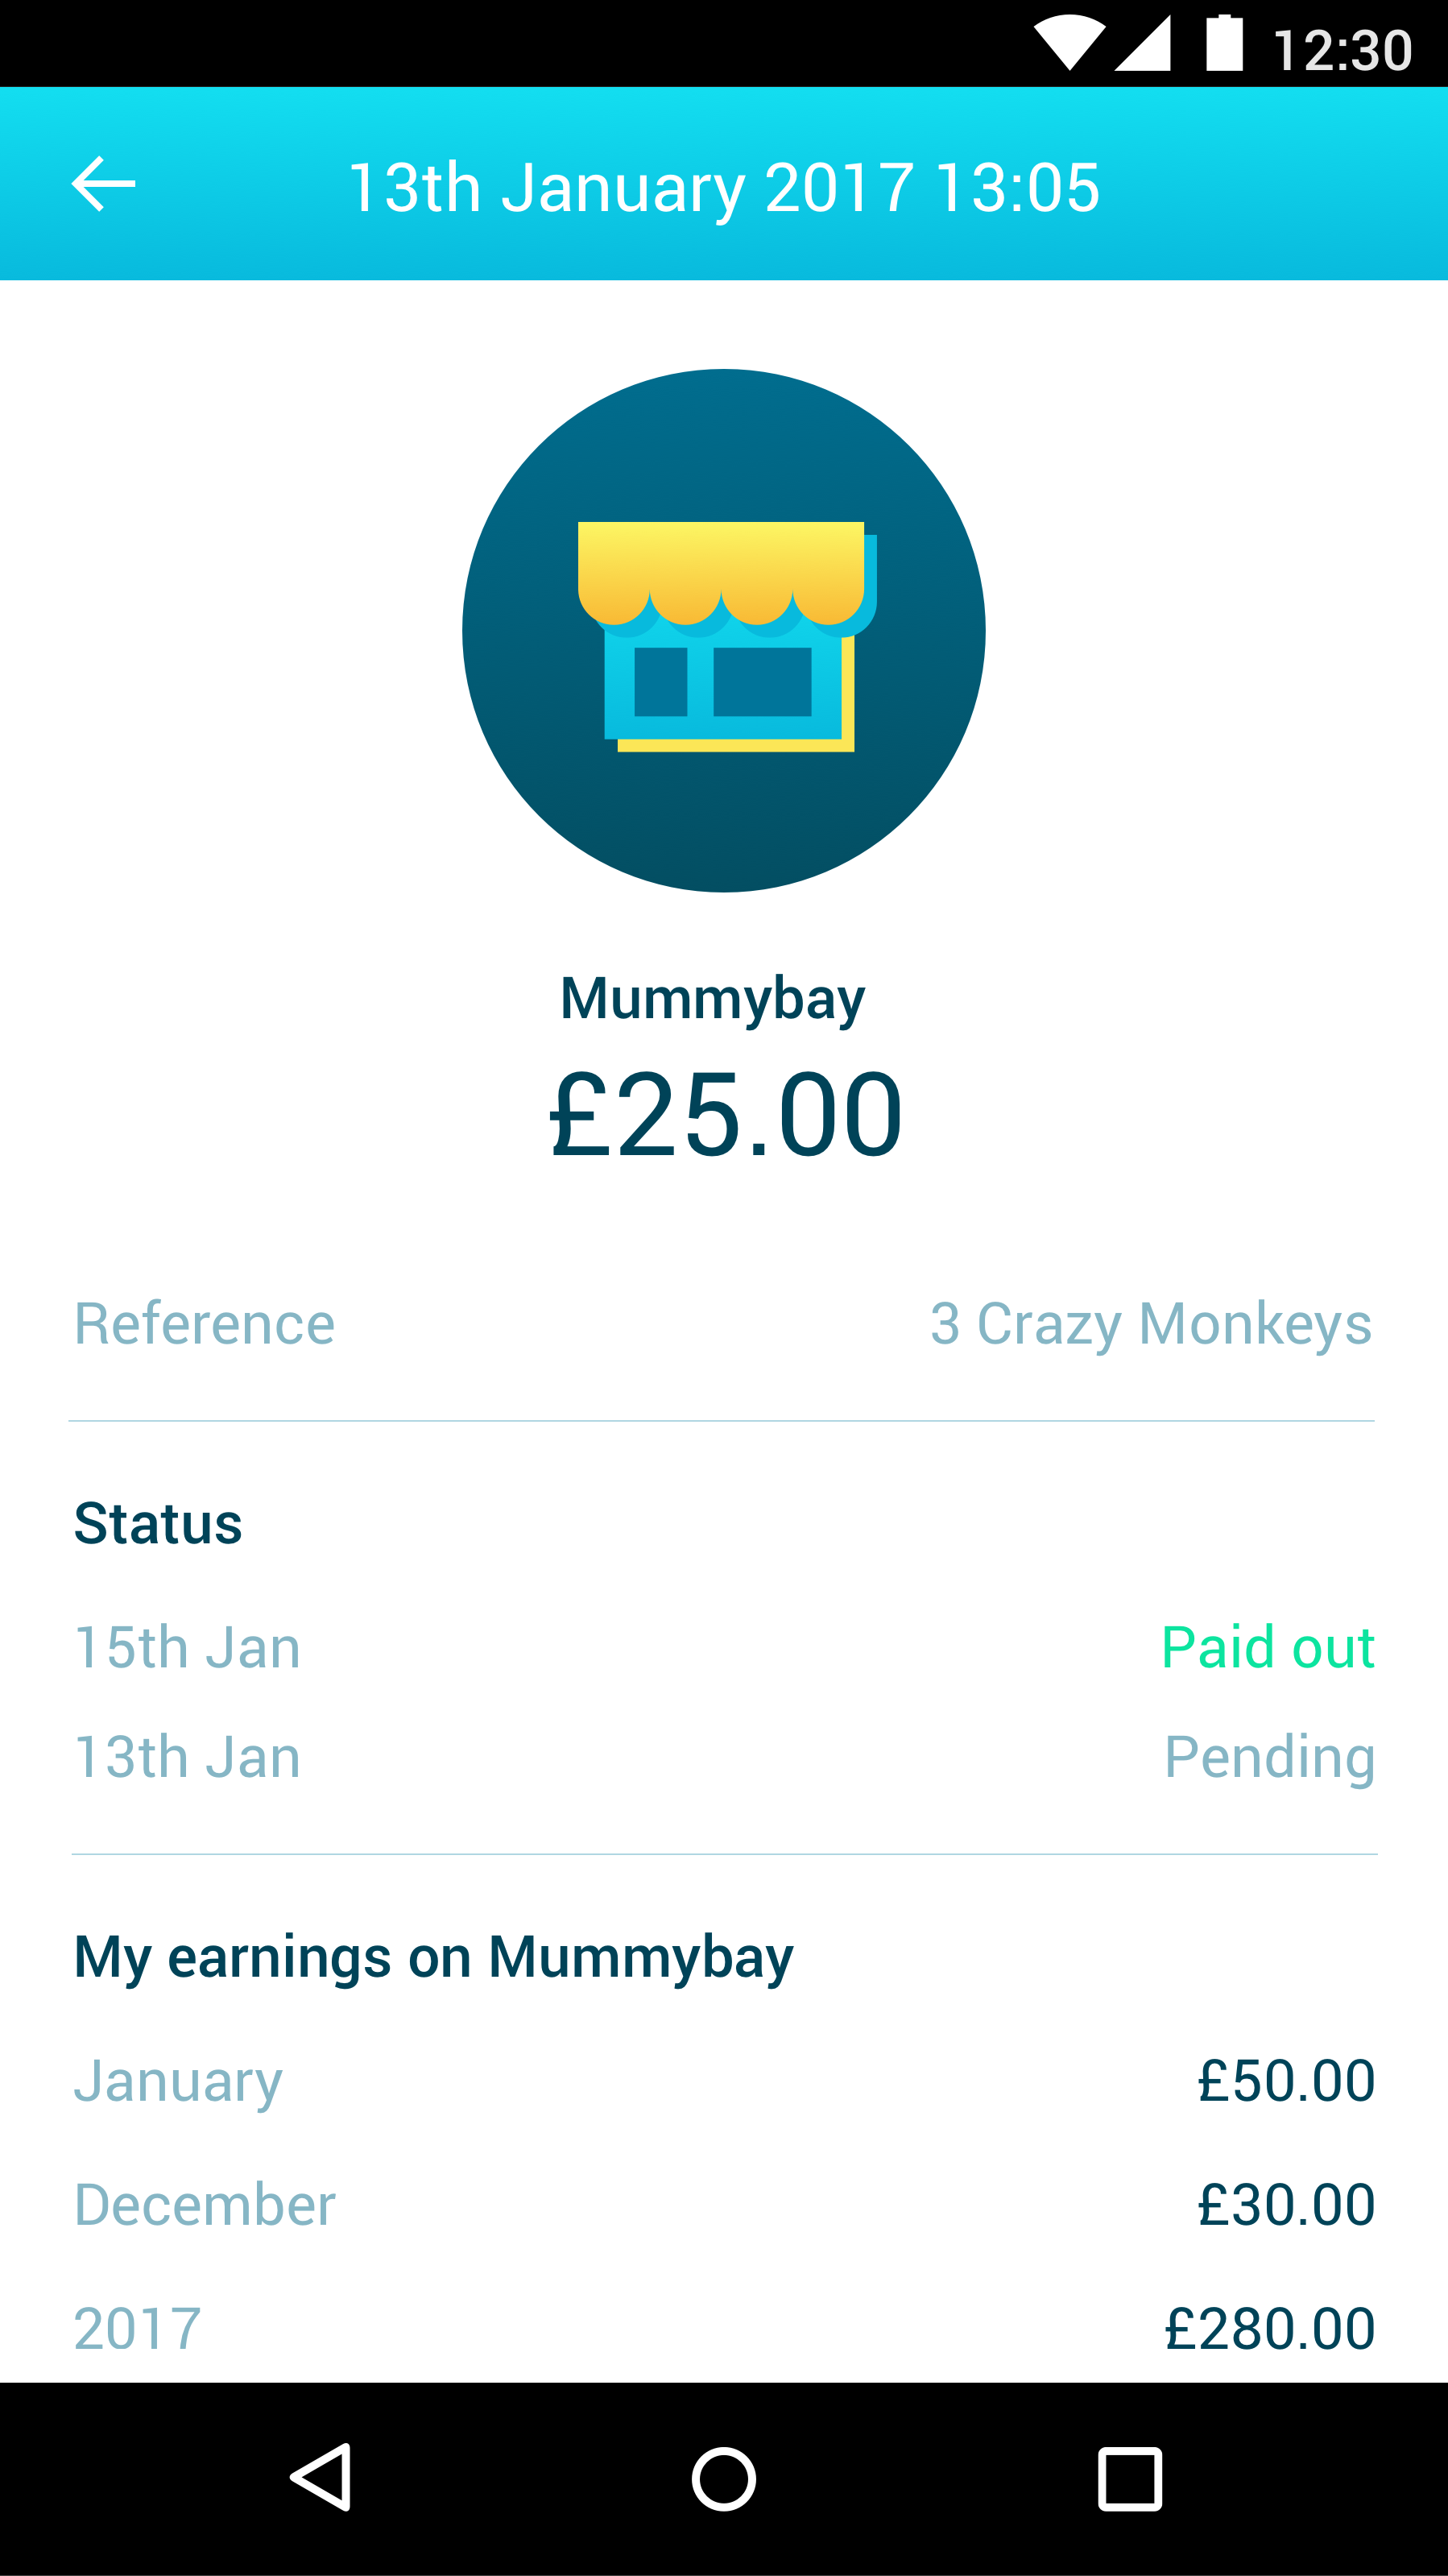 12:30
13th January 2017 13:05
Mummybay
£25.00
Reference 3 Crazy Monkeys
Status
15th Jan Paid out
13th Jan Pending
My earnings on Mummybay
January £50.00
December £30.00
2017 £280.00